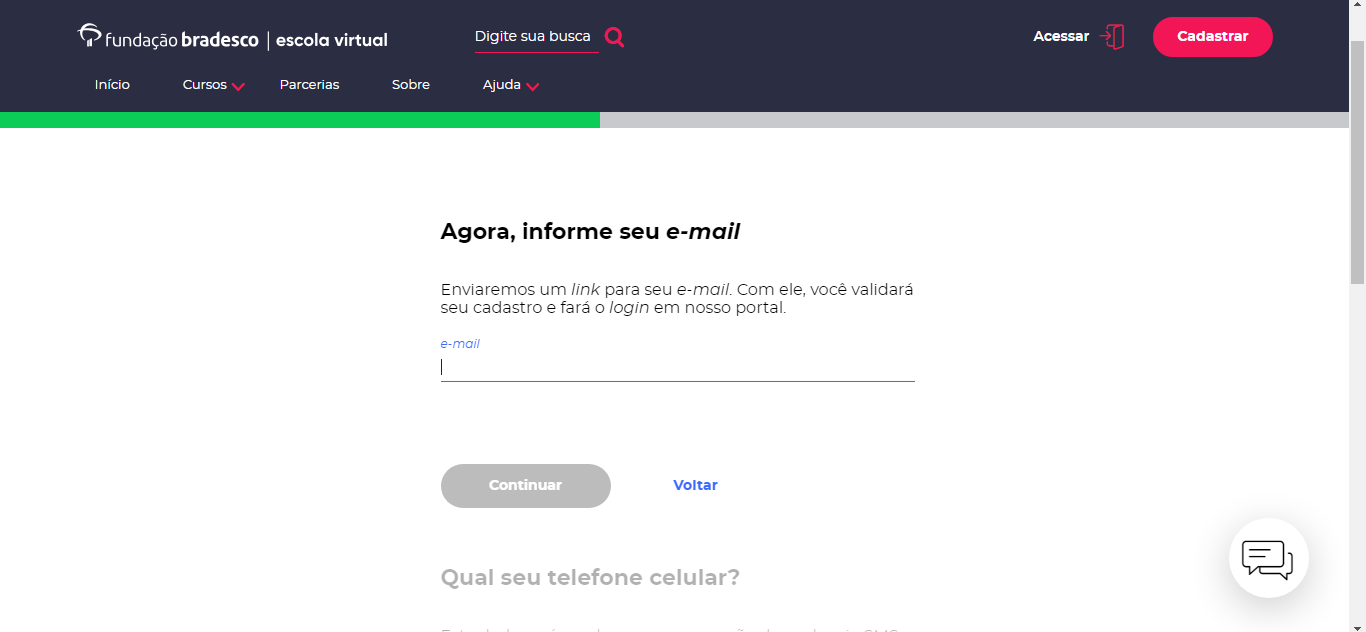 fundação bradesco | escola virtual
Digite sua busca
Acessar
Cadastrar
Início Cursos Parcerias Sobre Ajuda
Agora, informe seu e-mail
Enviaremos um link para seu e-mail. Com ele, você validará
seu cadastro e fará o login em nosso portal.
e-mail
Continuar Voltar
Qual seu telefone celular?